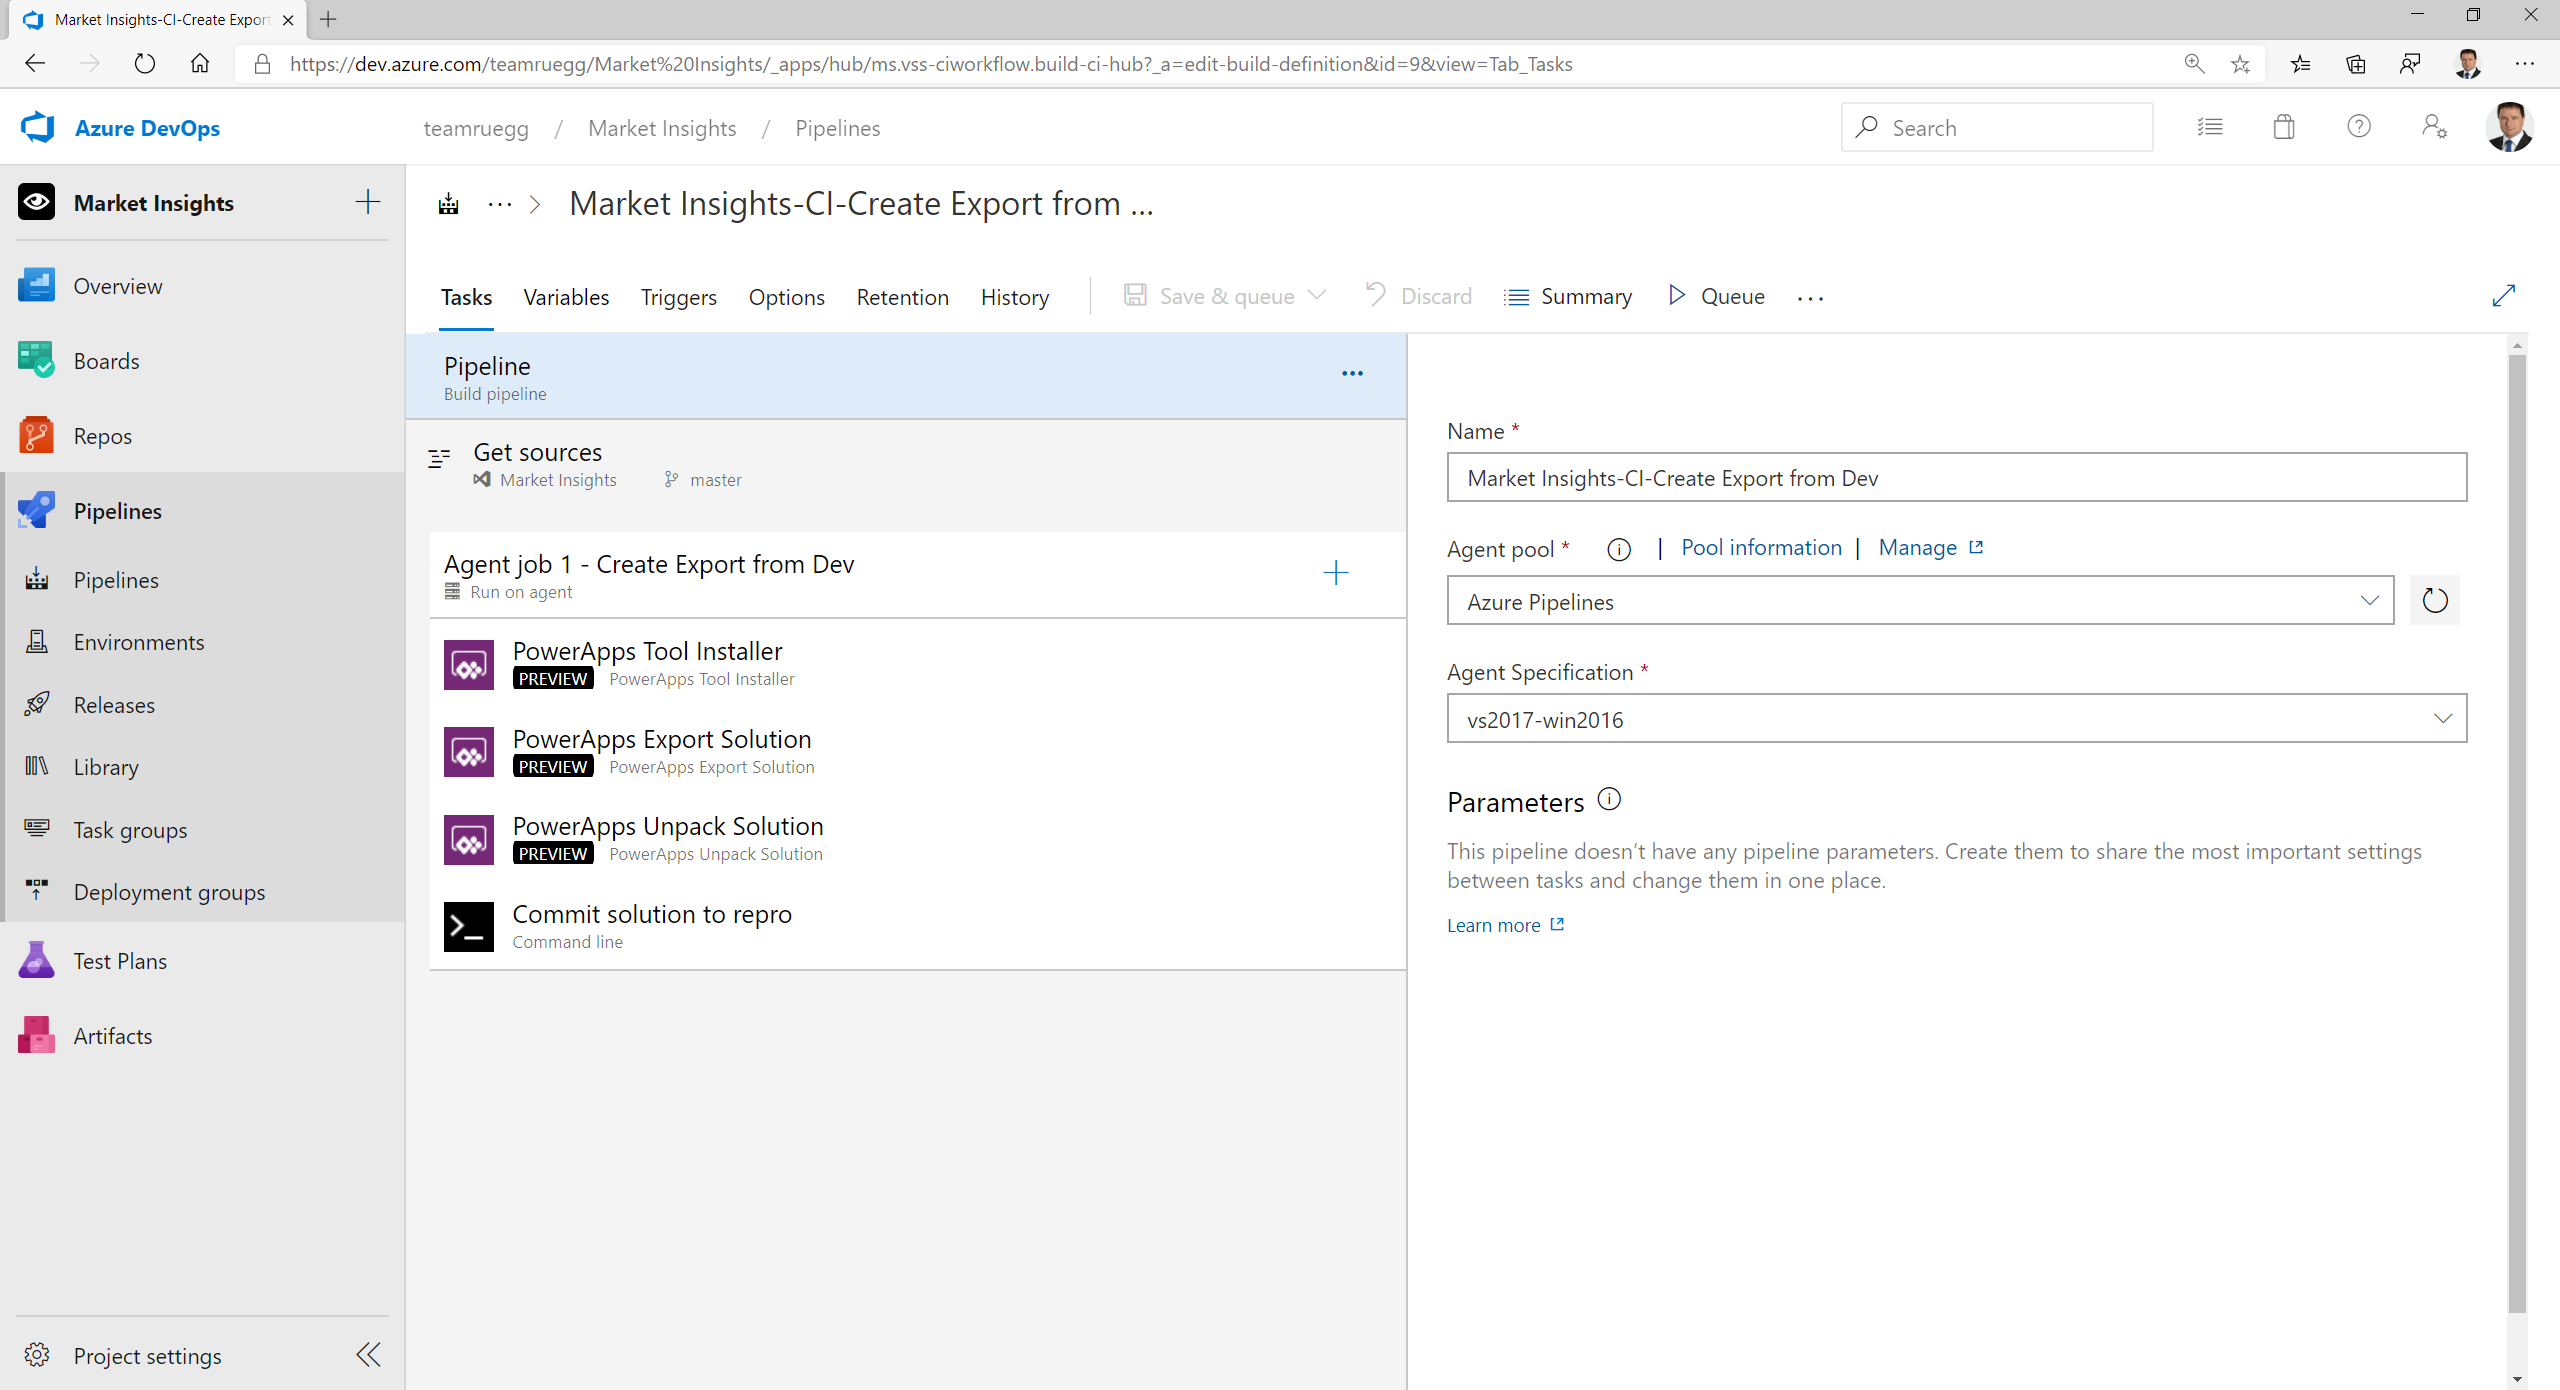 Market Insights-CI-Create Export
https://dev.azure.com/teamruegg/Market%20Insights/_apps/hub/ms.vss-ciworkflow.build-ci-hub?_a=edit-build-definition&id=9&view=Tab_Tasks
Azure DevOps
teamruegg / Market Insights / Pipelines
Search
Market Insights
Overview
Boards
Repos
Pipelines
Pipelines
Environments
Releases
Library
Task groups
Deployment groups
Test Plans
Artifacts
Project settings
··· > Market Insights-CI-Create Export from ...
Tasks Variables Triggers Options Retention History Save & queue Discard Summary Queue ...
Pipeline
Build pipeline
Get sources
Market Insights master
Agent job 1 - Create Export from Dev
Run on agent
PowerApps Tool Installer
PREVIEW PowerApps Tool Installer
PowerApps Export Solution
PREVIEW PowerApps Export Solution
PowerApps Unpack Solution
PREVIEW PowerApps Unpack Solution
Commit solution to repro
Command line
Name *
Market Insights-CI-Create Export from Dev
Agent pool * | Pool information | Manage
Azure Pipelines
Agent Specification *
vs2017-win2016
Parameters
This pipeline doesn't have any pipeline parameters. Create them to share the most important settings
between tasks and change them in one place.
Learn more